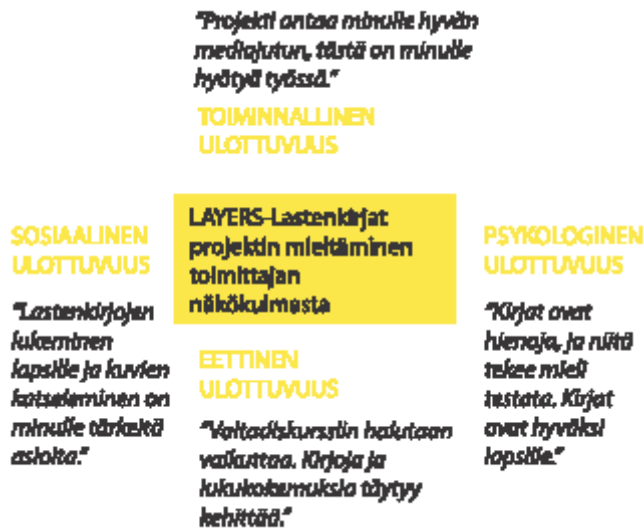 "Projekti antaa minulle hyvän
mediajutun, tästä on minulle
hyötyä työssä."
TOIMINNALLINEN
ULOTTUVUUS
LAYERS-Lastenkirjat
projektin mieltäminen
toimittajan
näkökulmasta
SOSIAALINEN
ULOTTUVUUS
"Lastenkirjojen
lukeminen
lapsille ja kuvien
katseleminen on
minulle tärkeitä
asioita."
PSYKOLOGINEN
ULOTTUVUUS
"Kirjat ovat
hienoja, ja niitä
tekee mieli
testata. Kirjat
ovat hyväksi
lapsille."
EETTINEN
ULOTTUVUUS
"Valtadiskurssiin halutaan
vaikuttaa. Kirjoja ja
lukukokemuksia täytyy
kehittää."